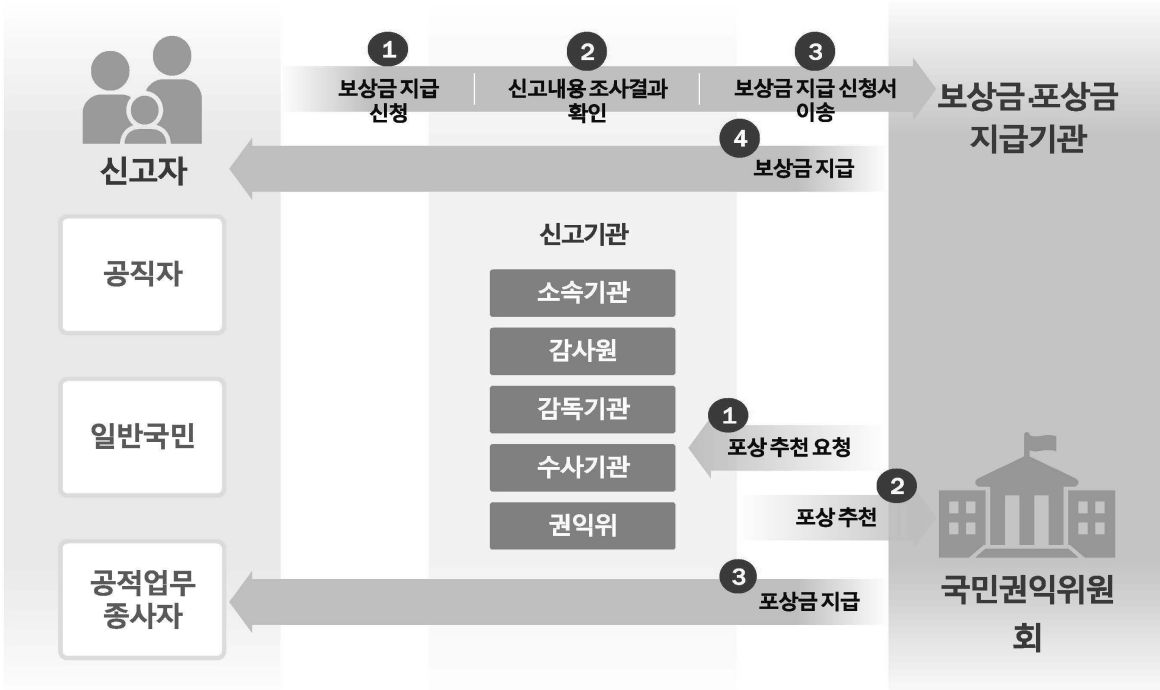 1
보상금 지급
신청
2
신고내용 조사결과
확인
3
보상금 지급 신청서
이송
보상금·포상금
지급기관
4
보상금 지급
신고자
공직자
일반국민
공적업무
종사자
신고기관
소속기관
감사원
감독기관
수사기관
권익위
1
포상 추천 요청
2
포상 추천
3
포상금 지급
국민권익위원
회